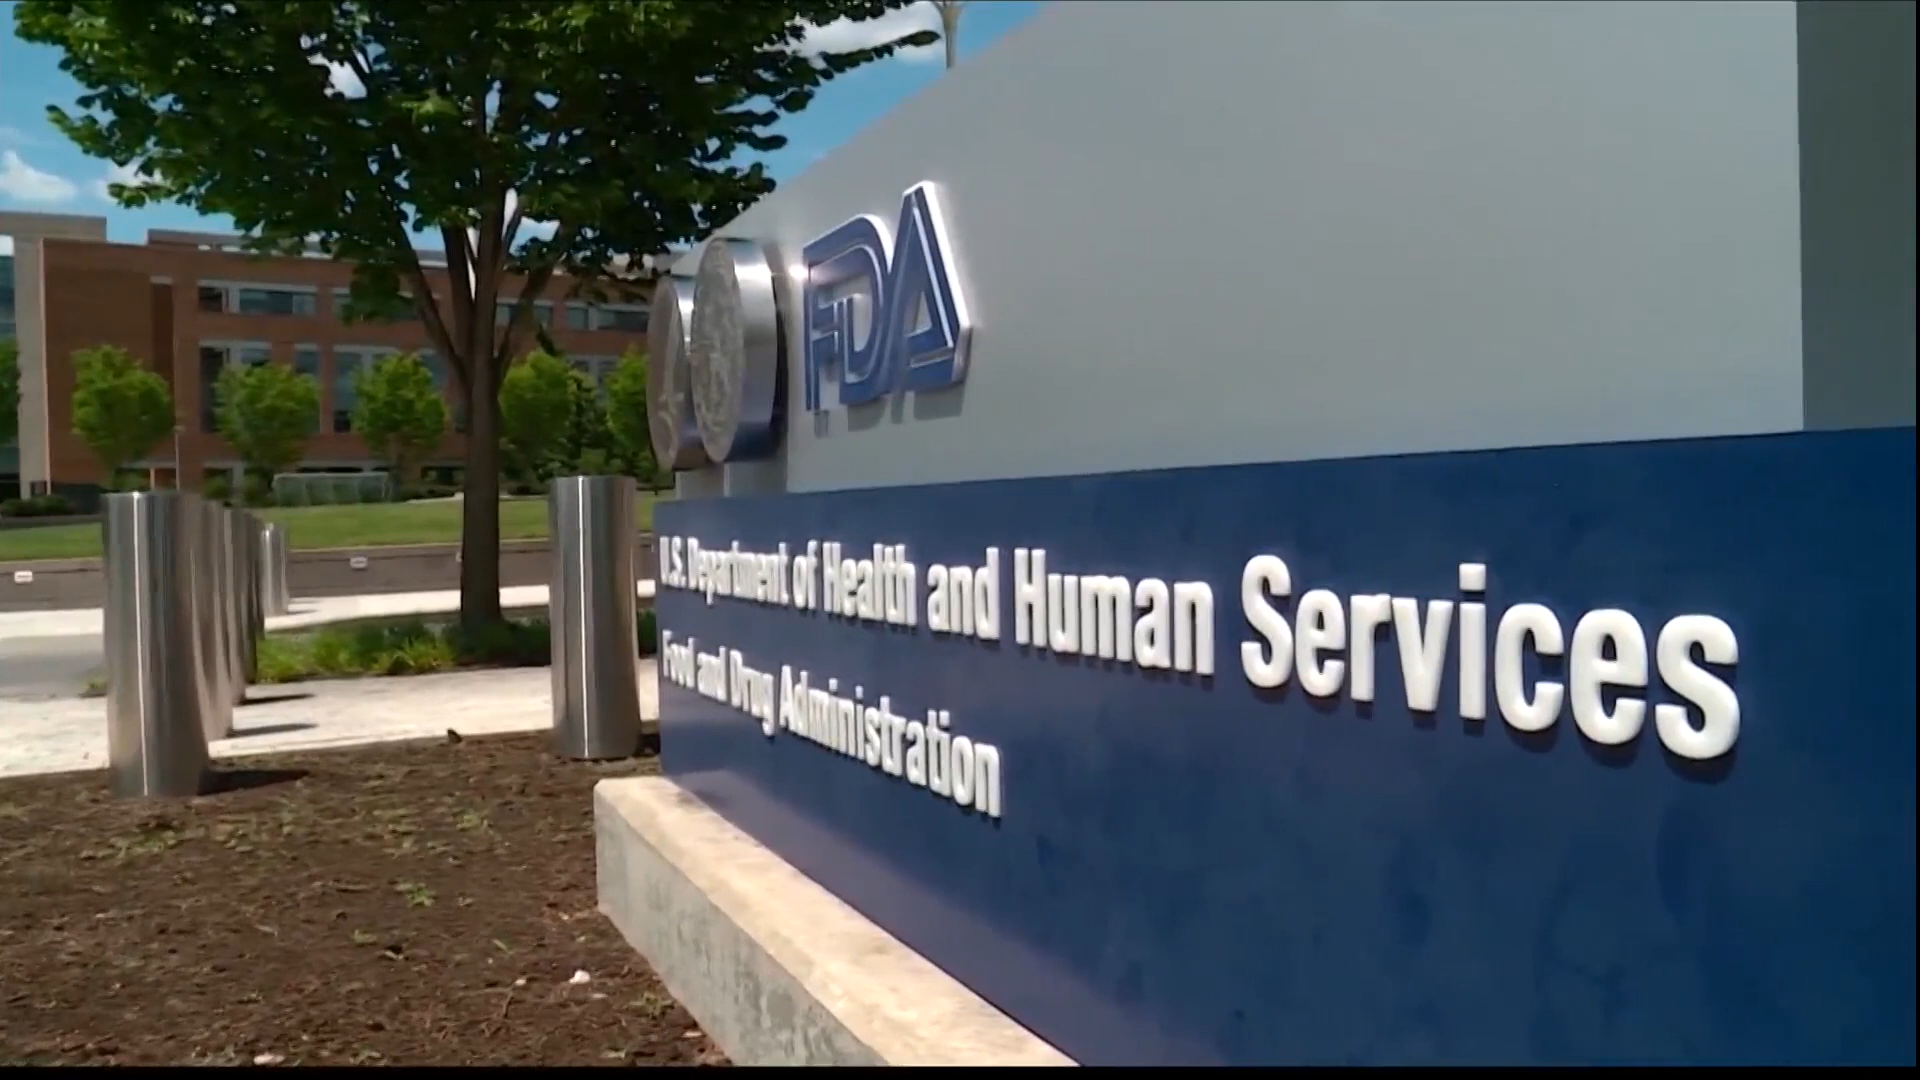 FDA
U.S. Department of Health and Human Services
Food and Drug Administration